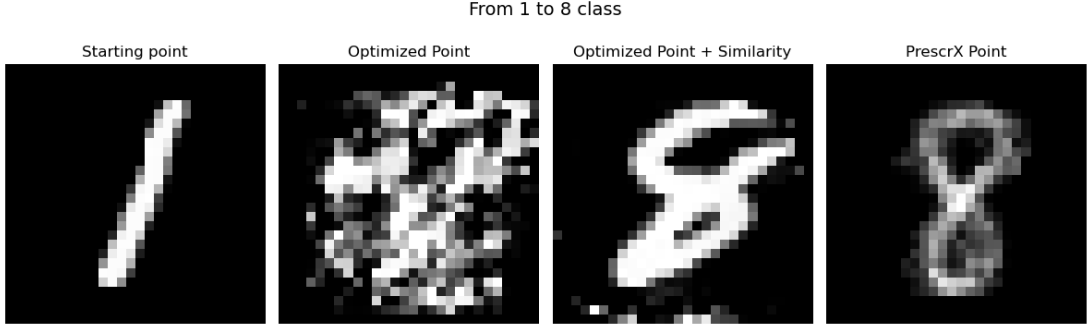 From 1 to 8 class
Starting point
Optimized Point
Optimized Point + Similarity
PrescrX Point